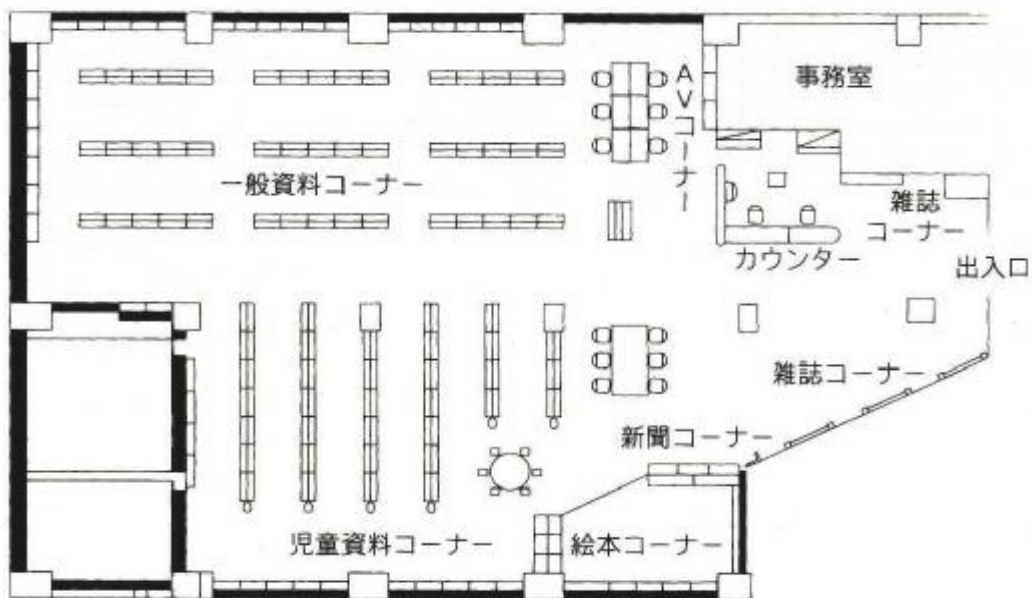 事務室
AVコーナー
一般資料コーナー
雑誌
コーナー
カウンター
出入口
雑誌コーナー
新聞コーナー
児童資料コーナー
絵本コーナー